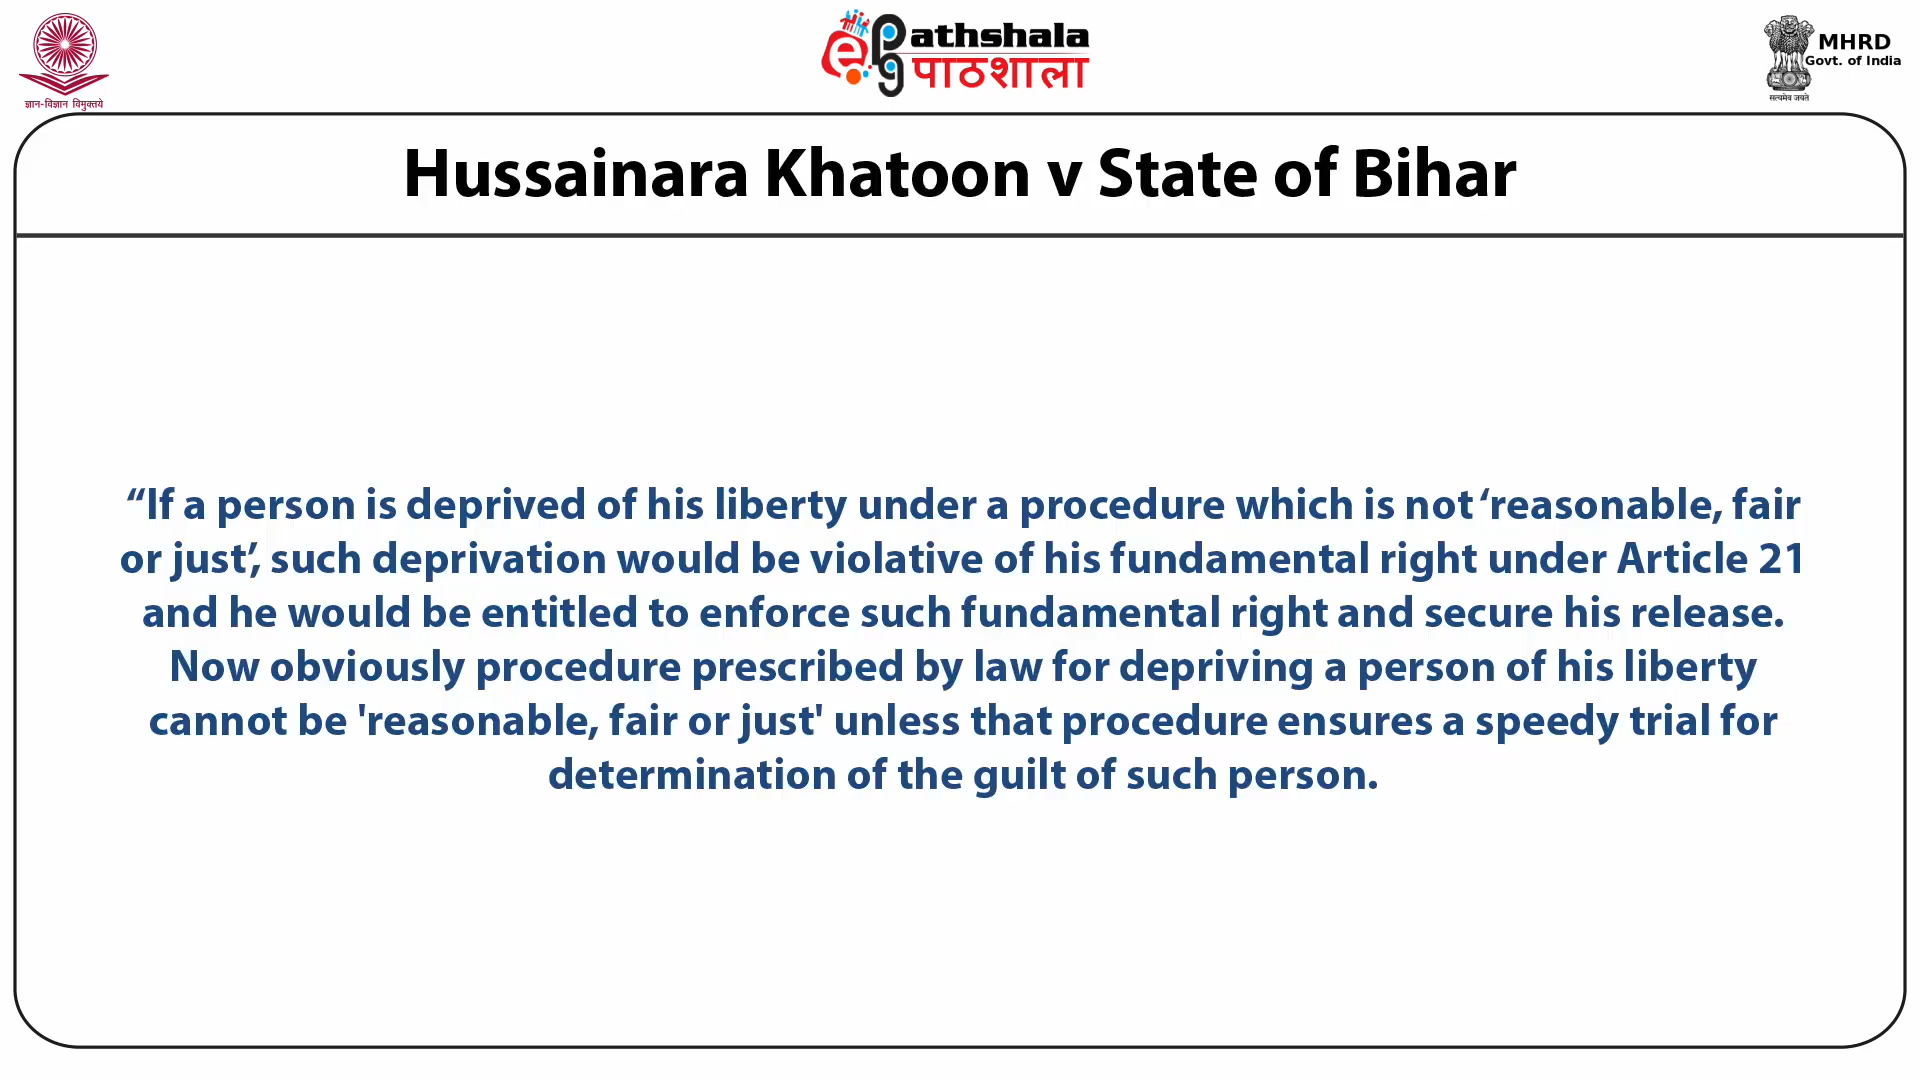 ज्ञान-विज्ञान विमुक्तये
ePathshala
पाठशाला
MHRD
Govt. of India
सत्यमेव जयते
Hussainara Khatoon v State of Bihar
“If a person is deprived of his liberty under a procedure which is not ‘reasonable, fair
or just’, such deprivation would be violative of his fundamental right under Article 21
and he would be entitled to enforce such fundamental right and secure his release.
Now obviously procedure prescribed by law for depriving a person of his liberty
cannot be 'reasonable, fair or just' unless that procedure ensures a speedy trial for
determination of the guilt of such person.